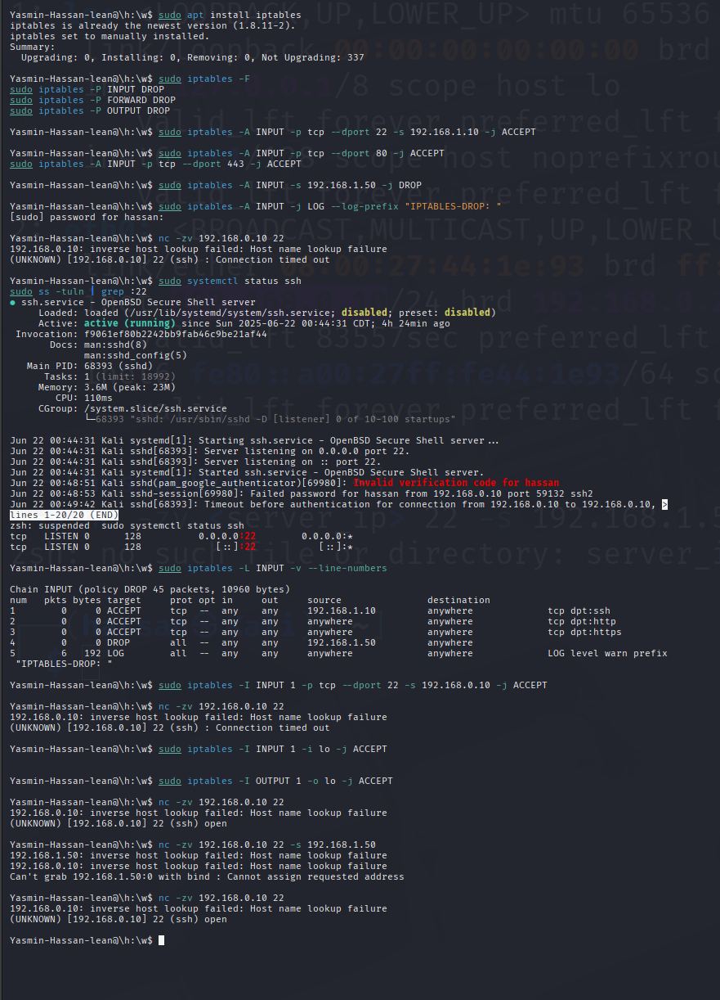 Yasmin-Hassan-lean@\h:\w$ sudo apt install iptables
iptables is already the newest version (1.8.11-2).
iptables set to manually installed.
Summary:
  Upgrading: 0, Installing: 0, Removing: 0, Not Upgrading: 337
Yasmin-Hassan-lean@\h:\w$ sudo iptables -F
sudo iptables -P INPUT DROP
sudo iptables -P FORWARD DROP
sudo iptables -P OUTPUT DROP
Yasmin-Hassan-lean@\h:\w$ sudo iptables -A INPUT -p tcp --dport 22 -s 192.168.1.10 -j ACCEPT
Yasmin-Hassan-lean@\h:\w$ sudo iptables -A INPUT -p tcp --dport 80 -j ACCEPT
sudo iptables -A INPUT -p tcp --dport 443 -j ACCEPT
Yasmin-Hassan-lean@\h:\w$ sudo iptables -A INPUT -s 192.168.1.50 -j DROP
Yasmin-Hassan-lean@\h:\w$ sudo iptables -A INPUT -j LOG --log-prefix "IPTABLES-DROP: "
[sudo] password for hassan:
Yasmin-Hassan-lean@\h:\w$ nc -zv 192.168.0.10 22
192.168.0.10: inverse host lookup failed: Host name lookup failure
(UNKNOWN) [192.168.0.10] 22 (ssh) : Connection timed out
Yasmin-Hassan-lean@\h:\w$ sudo systemctl status ssh
sudo ss -tuln | grep :22
● ssh.service - OpenBSD Secure Shell server
     Loaded: loaded (/usr/lib/systemd/system/ssh.service; disabled; preset: disabled)
     Active: active (running) since Sun 2025-06-22 00:44:31 CDT; 4h 24min ago
 Invocation: f9061ef80b2242bb9fab46c9be21af44
       Docs: man:sshd(8)
             man:sshd_config(5)
   Main PID: 68393 (sshd)
      Tasks: 1 (limit: 18992)
     Memory: 3.6M (peak: 23M)
        CPU: 110ms
     CGroup: /system.slice/ssh.service
             └─68393 "sshd: /usr/sbin/sshd -D [listener] 0 of 10-100 startups"
Jun 22 00:44:31 Kali systemd[1]: Starting ssh.service - OpenBSD Secure Shell server...
Jun 22 00:44:31 Kali sshd[68393]: Server listening on 0.0.0.0 port 22.
Jun 22 00:44:31 Kali sshd[68393]: Server listening on :: port 22.
Jun 22 00:44:31 Kali systemd[1]: Started ssh.service - OpenBSD Secure Shell server.
Jun 22 00:48:51 Kali sshd(pam_google_authenticator)[69980]: Invalid verification code for hassan
Jun 22 00:48:53 Kali sshd-session[69980]: Failed password for hassan from 192.168.0.10 port 59132 ssh2
Jun 22 00:49:42 Kali sshd[68393]: Timeout before authentication for connection from 192.168.0.10 to 192.168.0.10, >
lines 1-20/20 (END)
zsh: suspended  sudo systemctl status ssh
tcp   LISTEN 0      128          0.0.0.0:22        0.0.0.0:*
tcp   LISTEN 0      128             [::]:22           [::]:*
Yasmin-Hassan-lean@\h:\w$ sudo iptables -L INPUT -v --line-numbers
Chain INPUT (policy DROP 45 packets, 10960 bytes)
num   pkts bytes target     prot opt in     out     source               destination
1        0     0 ACCEPT     tcp  --  any    any     192.168.1.10         anywhere             tcp dpt:ssh
2        0     0 ACCEPT     tcp  --  any    any     anywhere             anywhere             tcp dpt:http
3        0     0 ACCEPT     tcp  --  any    any     anywhere             anywhere             tcp dpt:https
4        0     0 DROP       all  --  any    any     192.168.1.50         anywhere
5        6   192 LOG        all  --  any    any     anywhere             anywhere             LOG level warn prefix
 "IPTABLES-DROP: "
Yasmin-Hassan-lean@\h:\w$ sudo iptables -I INPUT 1 -p tcp --dport 22 -s 192.168.0.10 -j ACCEPT
Yasmin-Hassan-lean@\h:\w$ nc -zv 192.168.0.10 22
192.168.0.10: inverse host lookup failed: Host name lookup failure
(UNKNOWN) [192.168.0.10] 22 (ssh) : Connection timed out
Yasmin-Hassan-lean@\h:\w$ sudo iptables -I INPUT 1 -i lo -j ACCEPT
Yasmin-Hassan-lean@\h:\w$ sudo iptables -I OUTPUT 1 -o lo -j ACCEPT
Yasmin-Hassan-lean@\h:\w$ nc -zv 192.168.0.10 22
192.168.0.10: inverse host lookup failed: Host name lookup failure
(UNKNOWN) [192.168.0.10] 22 (ssh) open
Yasmin-Hassan-lean@\h:\w$ nc -zv 192.168.0.10 22 -s 192.168.1.50
192.168.1.50: inverse host lookup failed: Host name lookup failure
192.168.0.10: inverse host lookup failed: Host name lookup failure
Can't grab 192.168.1.50:0 with bind : Cannot assign requested address
Yasmin-Hassan-lean@\h:\w$ nc -zv 192.168.0.10 22
192.168.0.10: inverse host lookup failed: Host name lookup failure
(UNKNOWN) [192.168.0.10] 22 (ssh) open
Yasmin-Hassan-lean@\h:\w$